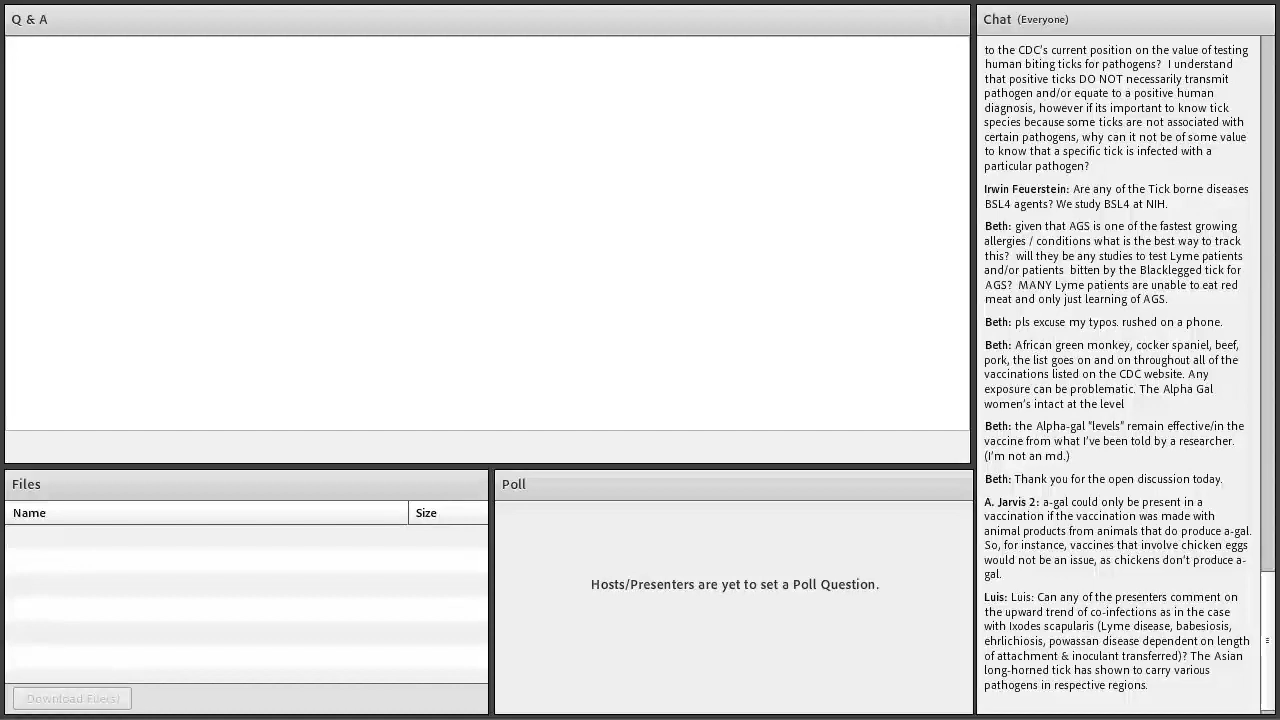 Q & A
Chat (Everyone)
to the CDC's current position on the value of testing
human biting ticks for pathogens? I understand
that positive ticks DO NOT necessarily transmit
pathogen and/or equate to a positive human
diagnosis, however if its important to know tick
species because some ticks are not associated with
certain pathogens, why can it not be of some value
to know that a specific tick is infected with a
particular pathogen?
Irwin Feuerstein: Are any of the Tick borne diseases
BSL4 agents? We study BSL4 at NIH.
Beth: given that AGS is one of the fastest growing
allergies / conditions what is the best way to track
this? will they be any studies to test Lyme patients
and/or patients bitten by the Blacklegged tick for
AGS? MANY Lyme patients are unable to eat red
meat and only just learning of AGS.
Beth: pls excuse my typos. rushed on a phone.
Beth: African green monkey, cocker spaniel, beef,
pork, the list goes on and on throughout all of the
vaccinations listed on the CDC website. Any
exposure can be problematic. The Alpha Gal
women's intact at the level
Beth: the Alpha-gal "levels" remain effective/in the
vaccine from what I've been told by a researcher.
(I'm not an md.)
Beth: Thank you for the open discussion today.
A. Jarvis 2: a-gal could only be present in a
vaccination if the vaccination was made with
animal products from animals that do produce a-gal.
So, for instance, vaccines that involve chicken eggs
would not be an issue, as chickens don't produce a-
gal.
Luis: Luis: Can any of the presenters comment on
the upward trend of co-infections as in the case
with Ixodes scapularis (Lyme disease, babesiosis,
ehrlichiosis, powassan disease dependent on length
of attachment & inoculant transferred)? The Asian
long-horned tick has shown to carry various
pathogens in respective regions.
Files
Name
Size
Download File(s)
Poll
Hosts/Presenters are yet to set a Poll Question.